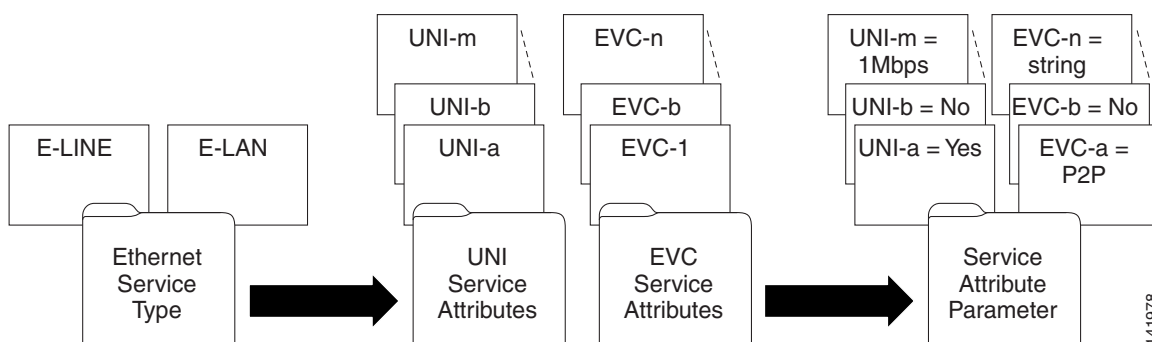 E-LINE
E-LAN
Ethernet
Service
Type
UNI-m
UNI-b
UNI-a
UNI
Service
Attributes
EVC-n
EVC-b
EVC-1
EVC
Service
Attributes
UNI-m =
1Mbps
UNI-b = No
UNI-a = Yes
EVC-n =
string
EVC-b = No
EVC-a =
P2P
Service
Attribute
Parameter
141978